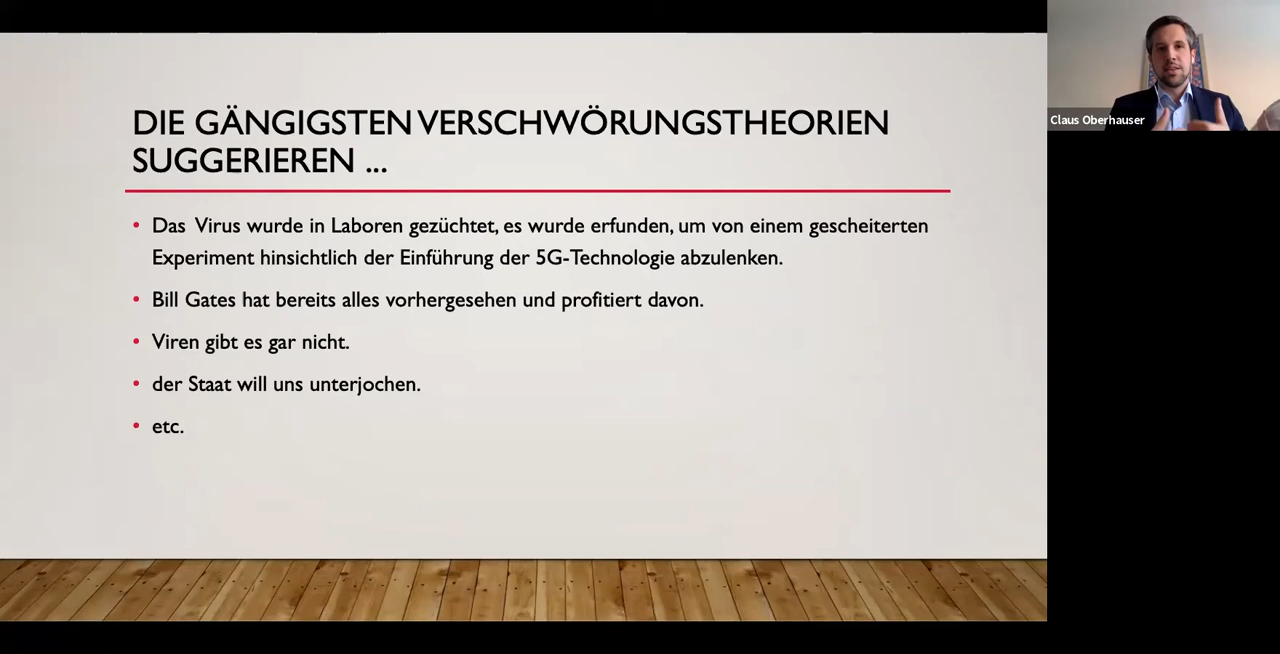 DIE GÄNGIGSTEN VERSCHWÖRUNGSTHEORIEN
SUGGERIEREN ...
• Das Virus wurde in Laboren gezüchtet, es wurde erfunden, um von einem gescheiterten
Experiment hinsichtlich der Einführung der 5G-Technologie abzulenken.
• Bill Gates hat bereits alles vorhergesehen und profitiert davon.
• Viren gibt es gar nicht.
• der Staat will uns unterjochen.
• etc.
Claus Oberhauser